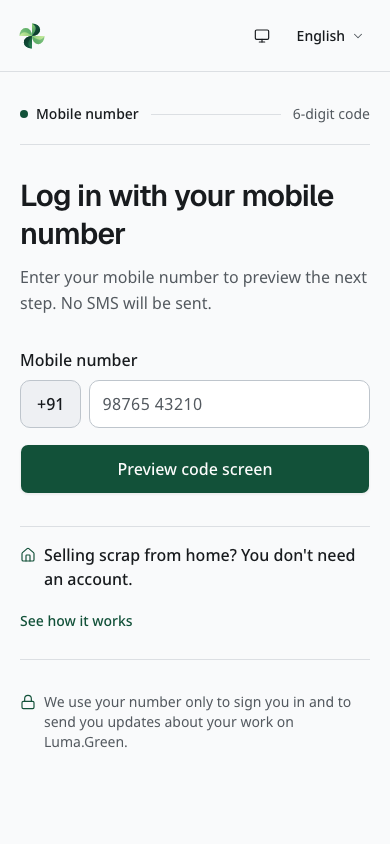 English
Mobile number
6-digit code
Log in with your mobile
number
Enter your mobile number to preview the next
step. No SMS will be sent.
Mobile number
+91
98765 43210
Preview code screen
Selling scrap from home? You don't need
an account.
See how it works
We use your number only to sign you in and to
send you updates about your work on
Luma.Green.